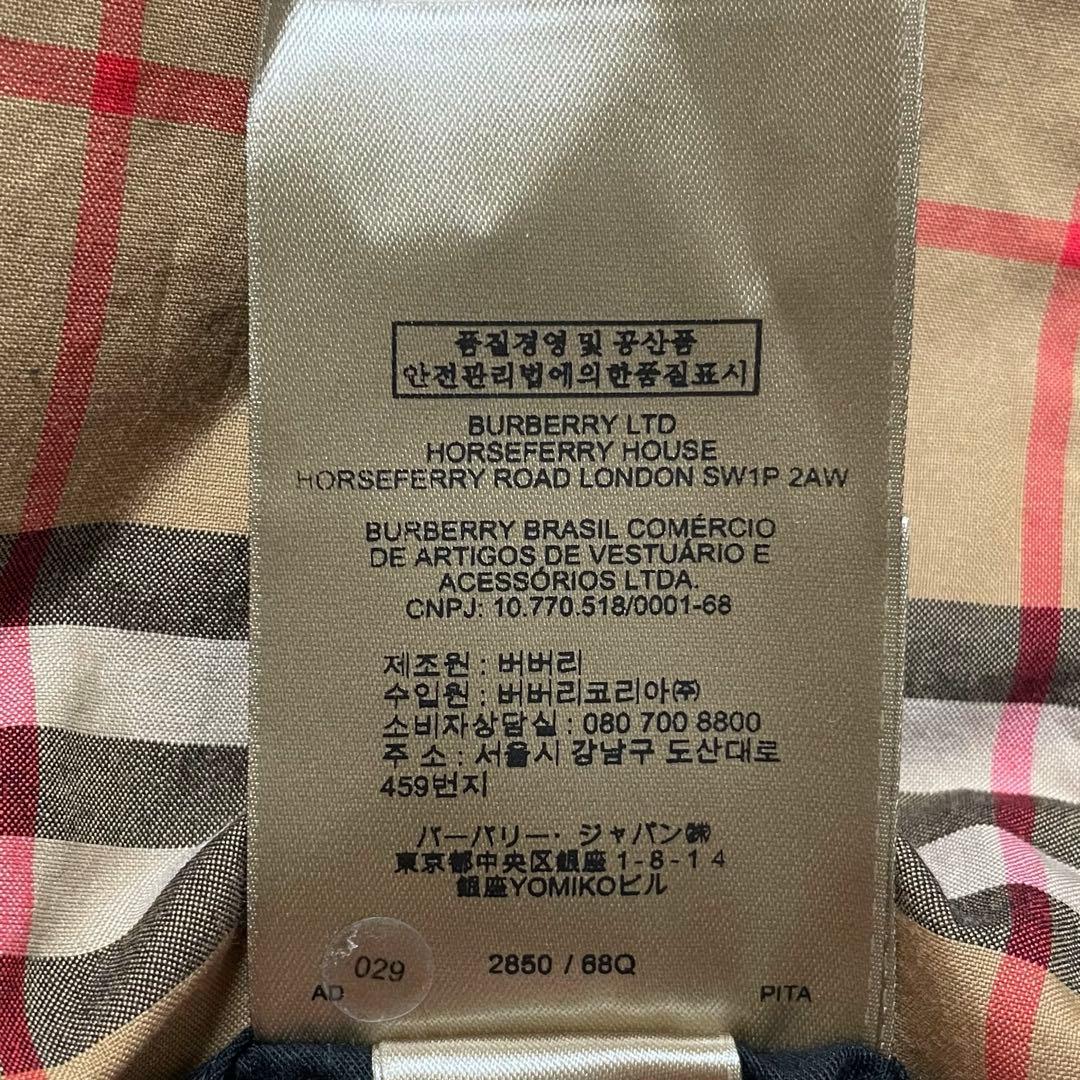 품질경영 및 공산품
안전관리법에의한품질표시
BURBERRY LTD
HORSEFERRY HOUSE
HORSEFERRY ROAD LONDON SW1P 2AW
BURBERRY BRASIL COMÉRCIO
DE ARTIGOS DE VESTUÁRIO E
ACESSÓRIOS LTDA.
CNPJ: 10.770.518/0001-68
제조원 : 버버리
수입원 : 버버리코리아㈜
소비자상담실 : 080 700 8800
주 소 : 서울시 강남구 도산대로
459번지
バーバリー・ジャパン㈱
東京都中央区銀座 1-8-14
銀座YOMIKOビル
029
2850 / 68Q
AD
PITA